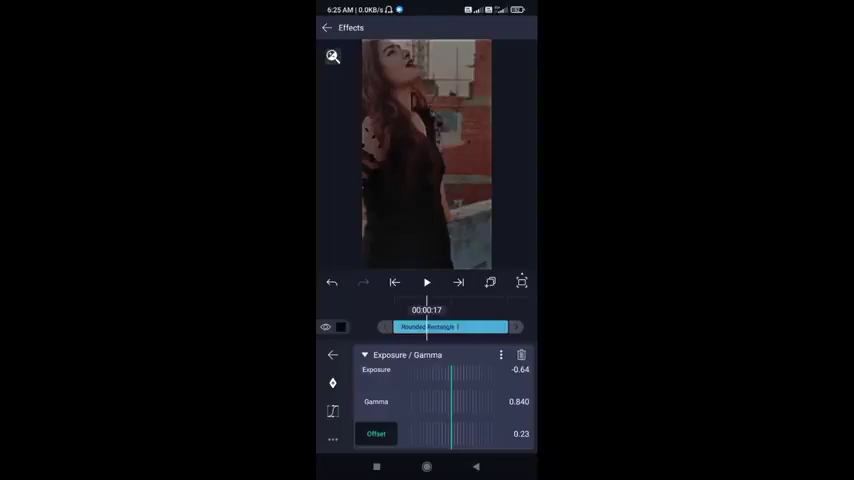 6:25 AM | 0.0KB/s
Effects
00:00:17
Rounded Rectangle 1
Exposure / Gamma
Exposure -0.64
Gamma 0.840
Offset 0.23